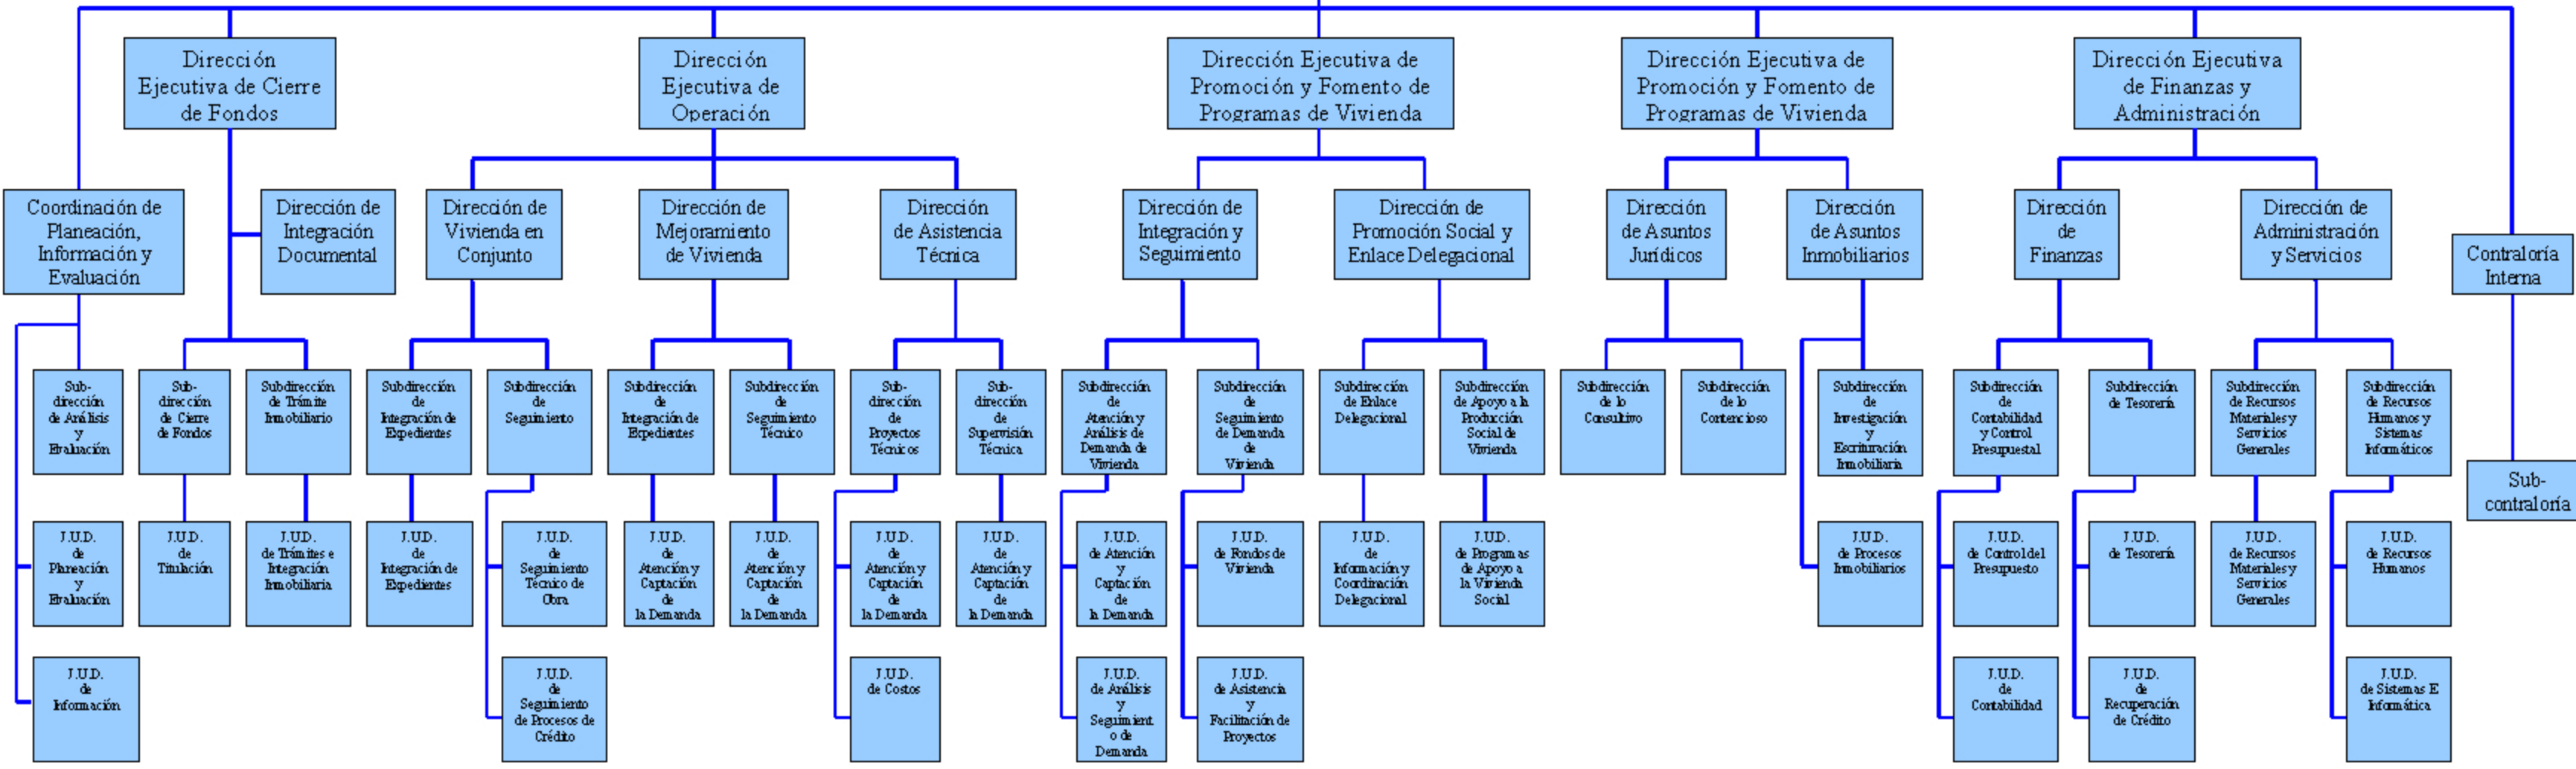 Dirección
Ejecutiva de Cierre
de Fondos
Dirección
Ejecutiva de
Operación
Dirección Ejecutiva de
Promoción y Fomento de
Programas de Vivienda
Dirección Ejecutiva de
Promoción y Fomento de
Programas de Vivienda
Dirección Ejecutiva
de Finanzas y
Administración
Coordinación de
Planeación,
Información y
Evaluación
Dirección de
Integración
Documental
Dirección de
Vivienda en
Conjunto
Dirección de
Mejoramiento
de Vivienda
Dirección
de Asistencia
Técnica
Dirección de
Integración y
Seguimiento
Dirección de
Promoción Social y
Enlace Delegacional
Dirección
de Asuntos
Jurídicos
Dirección
de Asuntos
Inmobiliarios
Dirección
de
Finanzas
Dirección de
Administración
y Servicios
Contraloría
Interna
Sub-
dirección
de Análisis
y
Evaluación
Sub-
dirección
de Cierre
de Fondos
Subdirección
de Trámite
Inmobiliario
Subdirección
de
Integración de
Expedientes
Subdirección
de
Seguimiento
Subdirección
de
Integración de
Expedientes
Subdirección
de
Seguimiento
Técnico
Sub-
dirección
de
Proyectos
Técnicos
Sub-
dirección
de
Supervisión
Técnica
Subdirección
de
Atención y
Análisis de
Demanda de
Vivienda
Subdirección
de
Seguimiento
de Demanda
de
Vivienda
Subdirección
de Enlace
Delegacional
Subdirección
de Apoyo a la
Producción
Social de
Vivienda
Subdirección
de lo
Consultivo
Subdirección
de lo
Contencioso
Subdirección
de
Investigación
y
Escrituración
Inmobiliaria
Subdirección
de
Contabilidad
y Control
Presupuestal
Subdirección
de Tesorería
Subdirección
de Recursos
Materiales y
Servicios
Generales
Subdirección
de Recursos
Humanos y
Sistemas
Informáticos
Sub-
contraloría
J.U.D.
de
Planeación
y
Evaluación
J.U.D.
de
Titulación
J.U.D.
de Trámites e
Integración
Inmobiliaria
J.U.D.
de
Integración de
Expedientes
J.U.D.
de
Seguimiento
Técnico de
Obra
J.U.D.
de
Atención y
Captación
de
la Demanda
J.U.D.
de
Atención y
Captación
de
la Demanda
J.U.D.
de
Atención y
Captación
de
la Demanda
J.U.D.
de
Atención y
Captación
de
la Demanda
J.U.D.
de Atención
y
Captación
de
la Demanda
J.U.D.
de Fondos de
Vivienda
J.U.D.
de
Información y
Coordinación
Delegacional
J.U.D.
de Programas
de Apoyo a
la Vivienda
Social
J.U.D.
de Procesos
Inmobiliarios
J.U.D.
de Control del
Presupuesto
J.U.D.
de Tesorería
J.U.D.
de Recursos
Materiales y
Servicios
Generales
J.U.D.
de Recursos
Humanos
J.U.D.
de
Información
J.U.D.
de
Seguimiento
de Procesos de
Crédito
J.U.D.
de Costos
J.U.D.
de Análisis
y
Seguimient
o de
Demanda
J.U.D.
de Asistencia
y
Facilitación de
Proyectos
J.U.D.
de
Contabilidad
J.U.D.
de
Recuperación
de Crédito
J.U.D.
de Sistemas E
Informática